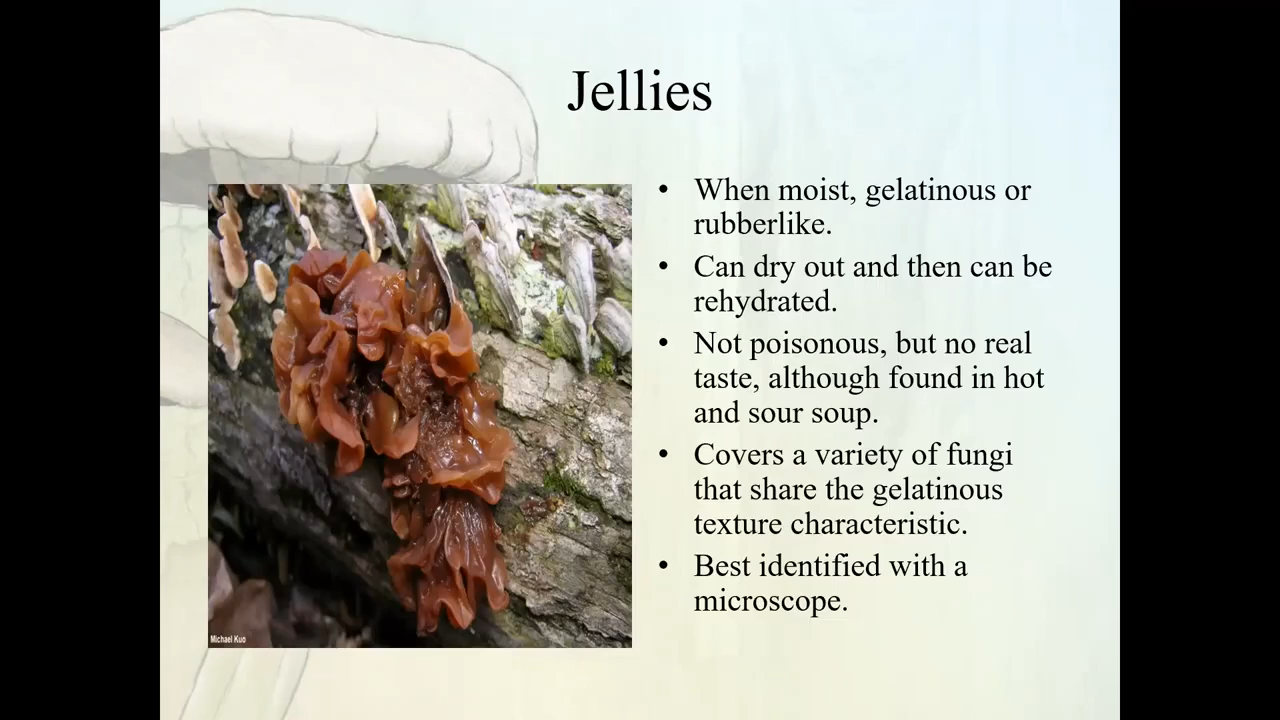 Jellies
• When moist, gelatinous or
rubberlike.
• Can dry out and then can be
rehydrated.
• Not poisonous, but no real
taste, although found in hot
and sour soup.
• Covers a variety of fungi
that share the gelatinous
texture characteristic.
• Best identified with a
microscope.
Michael Kuo